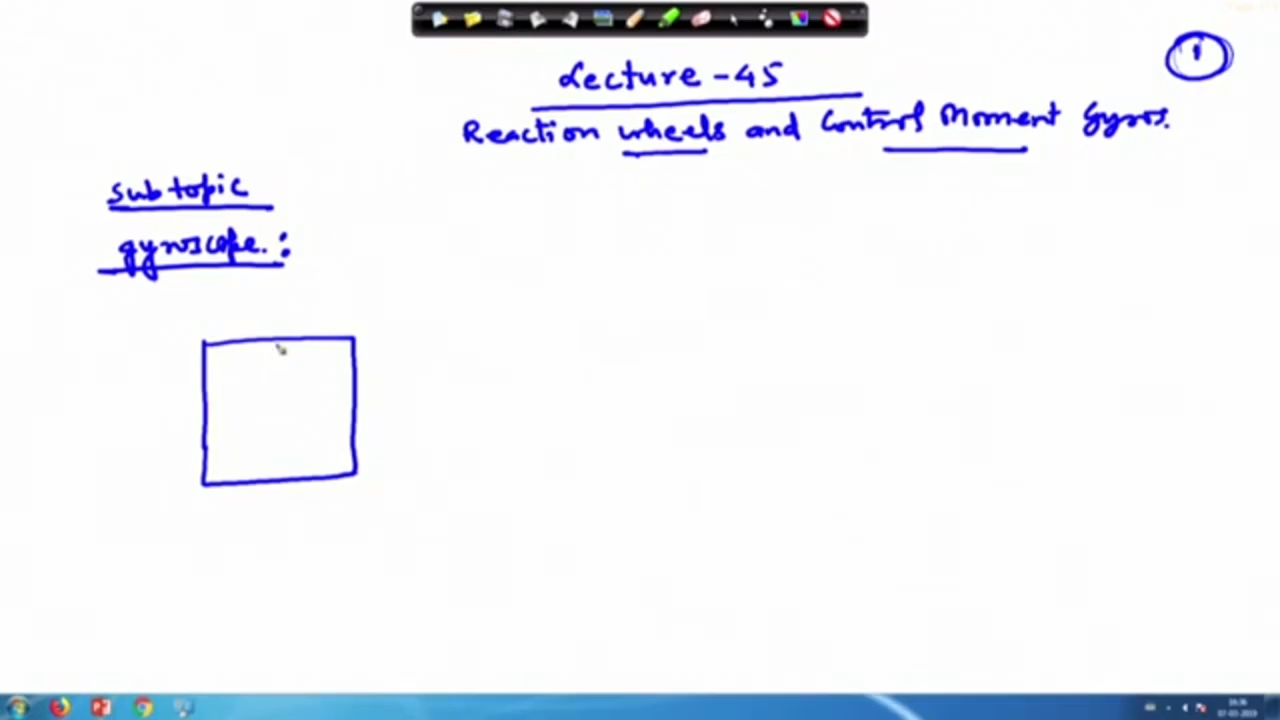 Lecture - 45
1
Reaction wheels and Control Moment Gyros.
subtopic
gyroscope. :